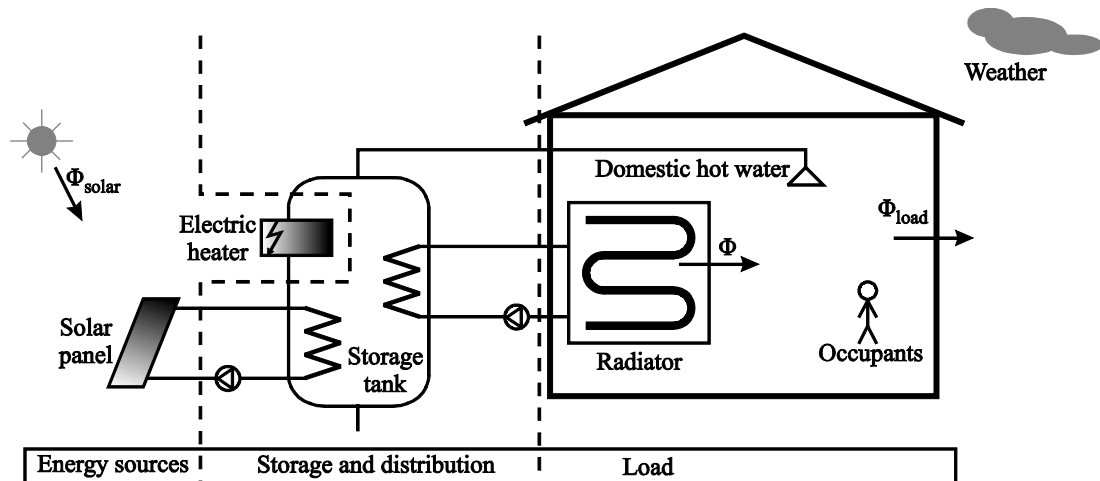 Weather
Φsolar
Domestic hot water
Electric
heater
Φload
Φ
Solar
panel
Storage
tank
Radiator
Occupants
Energy sources
Storage and distribution
Load